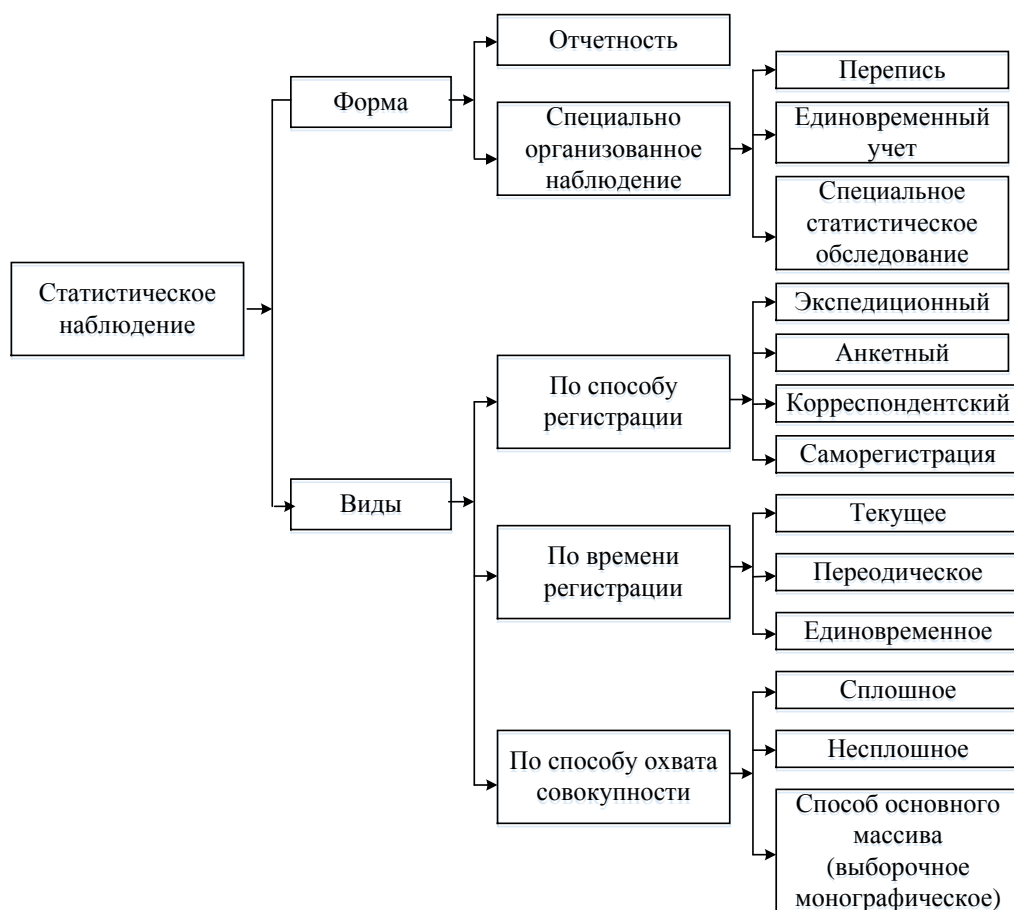 Отчетность
Перепись
Форма
Специально
организованное
наблюдение
Единовременный
учет
Специальное
статистическое
обследование
Статистическое
наблюдение
Экспедиционный
По способу
регистрации
Анкетный
Корреспондентский
Саморегистрация
Виды
Текущее
По времени
регистрации
Переодическое
Единовременное
Сплошное
По способу охвата
совокупности
Несплошное
Способ основного
массива
(выборочное
монографическое)